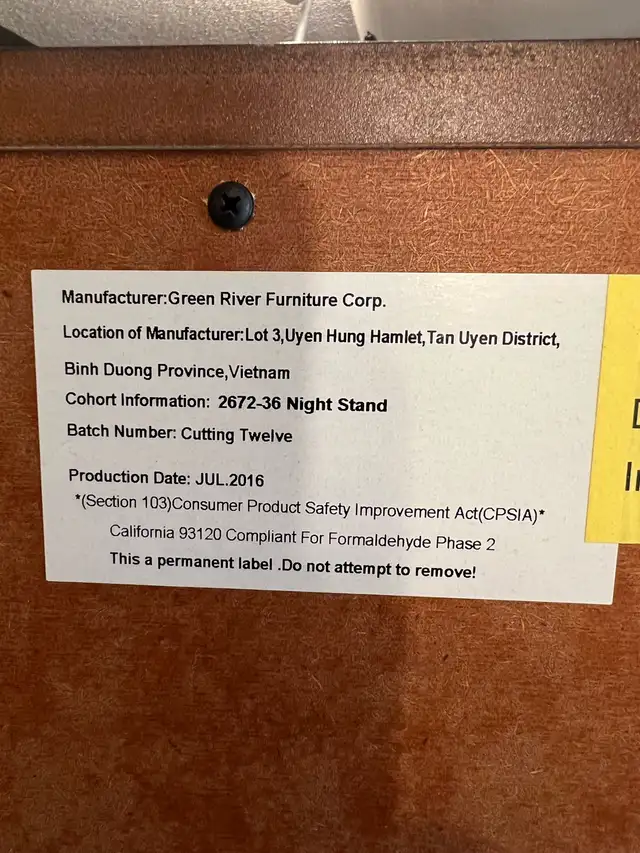 Manufacturer:Green River Furniture Corp.
Location of Manufacturer:Lot 3,Uyen Hung Hamlet,Tan Uyen District,
Binh Duong Province,Vietnam
Cohort Information: 2672-36 Night Stand
Batch Number: Cutting Twelve
Production Date: JUL.2016
*(Section 103)Consumer Product Safety Improvement Act(CPSIA)*
California 93120 Compliant For Formaldehyde Phase 2
This a permanent label .Do not attempt to remove!